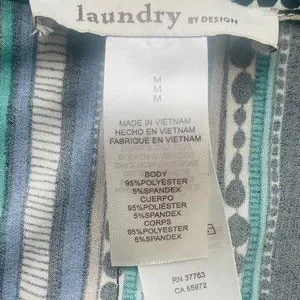 laundry BY DESIGN
M
M
M
MADE IN VIETNAM
HECHO EN VIETNAM
FABRIQUE EN VIETNAM
BODY
95%POLYESTER
5%SPANDEX
CUERPO
95%POLIÉSTER
5%SPANDEX
CORPS
95%POLYESTER
5%SPANDEX
RN 37763
CA 55972